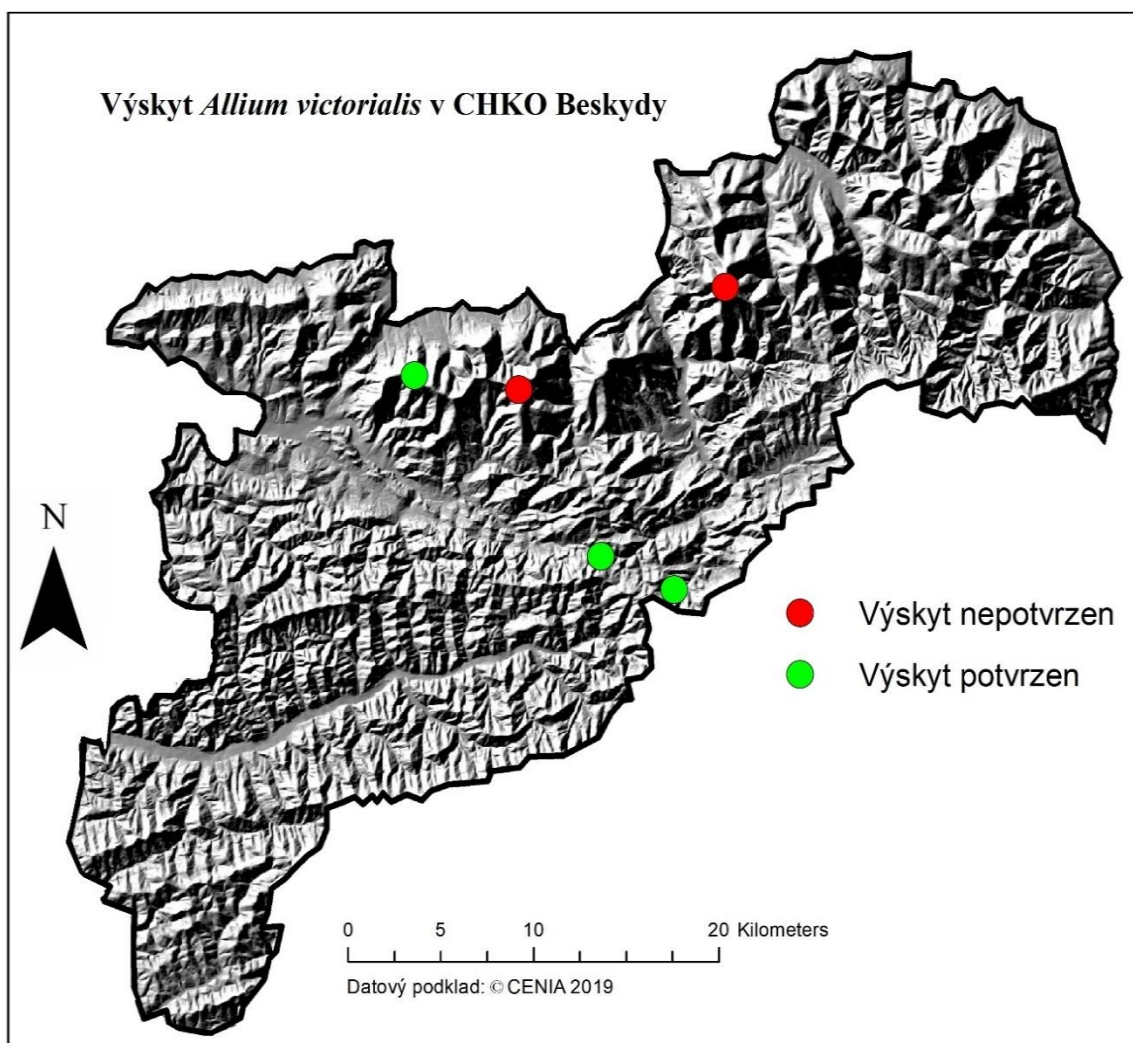 Výskyt Allium victorialis v CHKO Beskydy
N
Výskyt nepotvrzen
Výskyt potvrzen
0 5 10 20 Kilometers
Datový podklad: © CENIA 2019